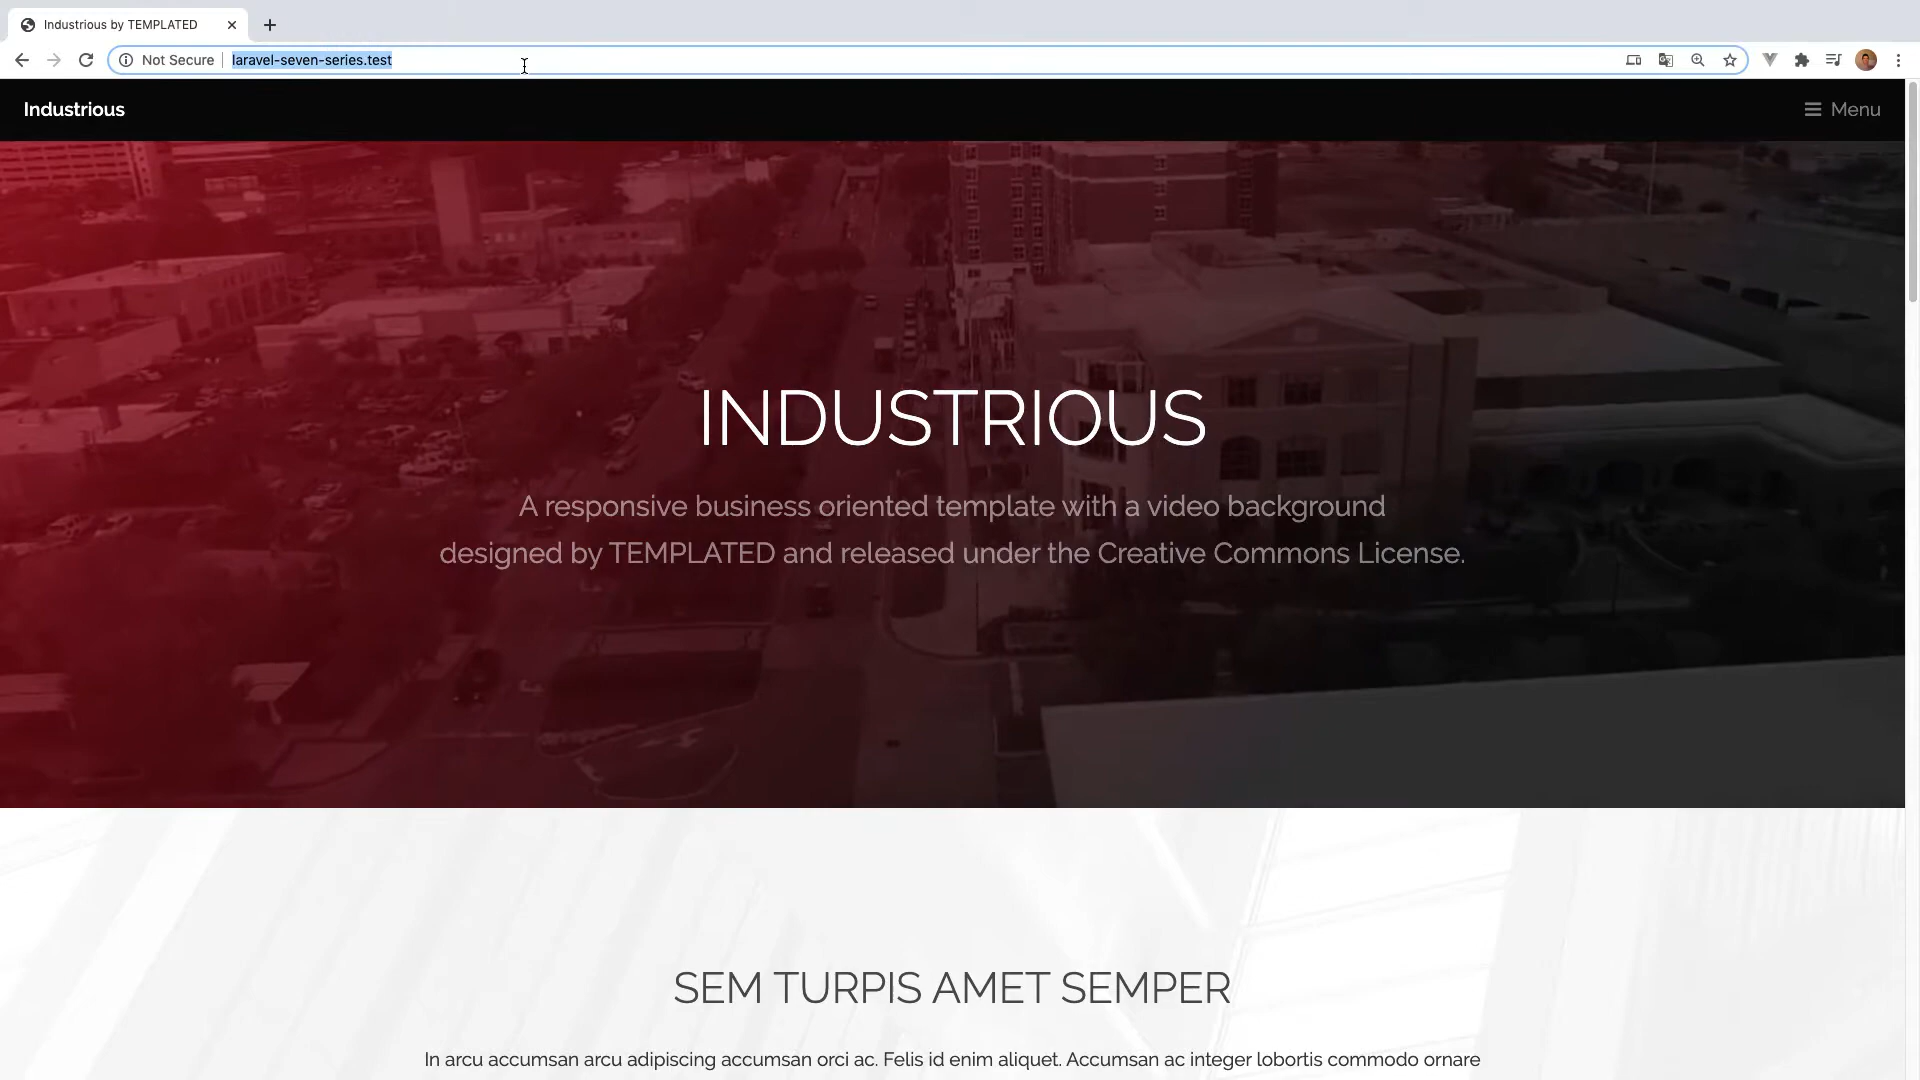 Industrious by TEMPLATED
Not Secure
laravel-seven-series.test
Industrious
Menu
INDUSTRIOUS
A responsive business oriented template with a video background
designed by TEMPLATED and released under the Creative Commons License.
SEM TURPIS AMET SEMPER
In arcu accumsan arcu adipiscing accumsan orci ac. Felis id enim aliquet. Accumsan ac integer lobortis commodo ornare